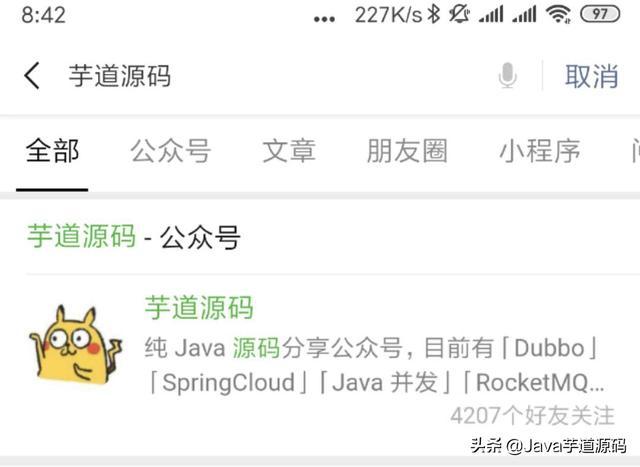 8:42 ... 227K/s 97
芋道源码 取消
全部 公众号 文章 朋友圈 小程序
芋道源码 - 公众号
芋道源码
纯 Java 源码分享公众号，目前有「Dubbo」
「SpringCloud」「Java 并发」「RocketMQ...
4207个好友关注
头条 @Java芋道源码